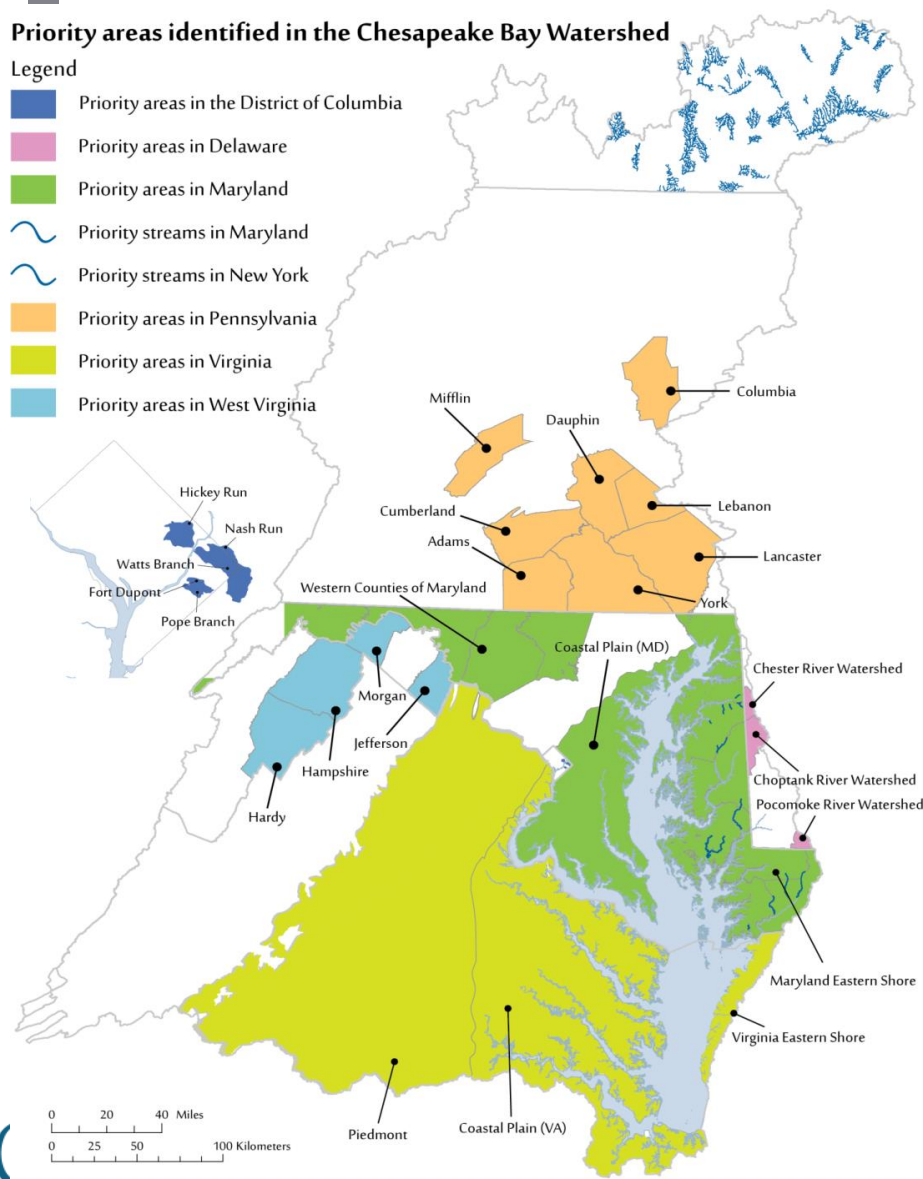 Priority areas identified in the Chesapeake Bay Watershed
Legend
Priority areas in the District of Columbia
Priority areas in Delaware
Priority areas in Maryland
Priority streams in Maryland
Priority streams in New York
Priority areas in Pennsylvania
Priority areas in Virginia
Priority areas in West Virginia
Columbia
Mifflin
Dauphin
Hickey Run
Cumberland
Lebanon
Nash Run
Adams
Lancaster
Watts Branch
Western Counties of Maryland
Fort Dupont
York
Pope Branch
Coastal Plain (MD)
Chester River Watershed
Morgan
Jefferson
Hampshire
Choptank River Watershed
Pocomoke River Watershed
Hardy
Maryland Eastern Shore
Virginia Eastern Shore
0 20 40 Miles
0 25 50 100 Kilometers
Piedmont
Coastal Plain (VA)